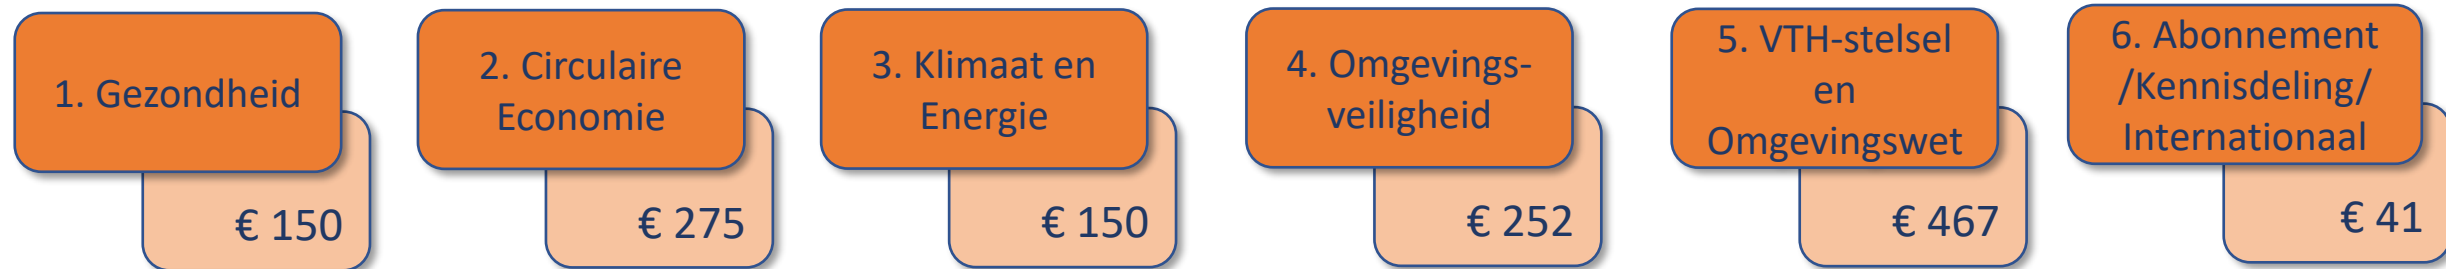 1. Gezondheid
€ 150
2. Circulaire
Economie
€ 275
3. Klimaat en
Energie
€ 150
4. Omgevings-
veiligheid
€ 252
5. VTH-stelsel
en
Omgevingswet
€ 467
6. Abonnement
/Kennisdeling/
Internationaal
€ 41